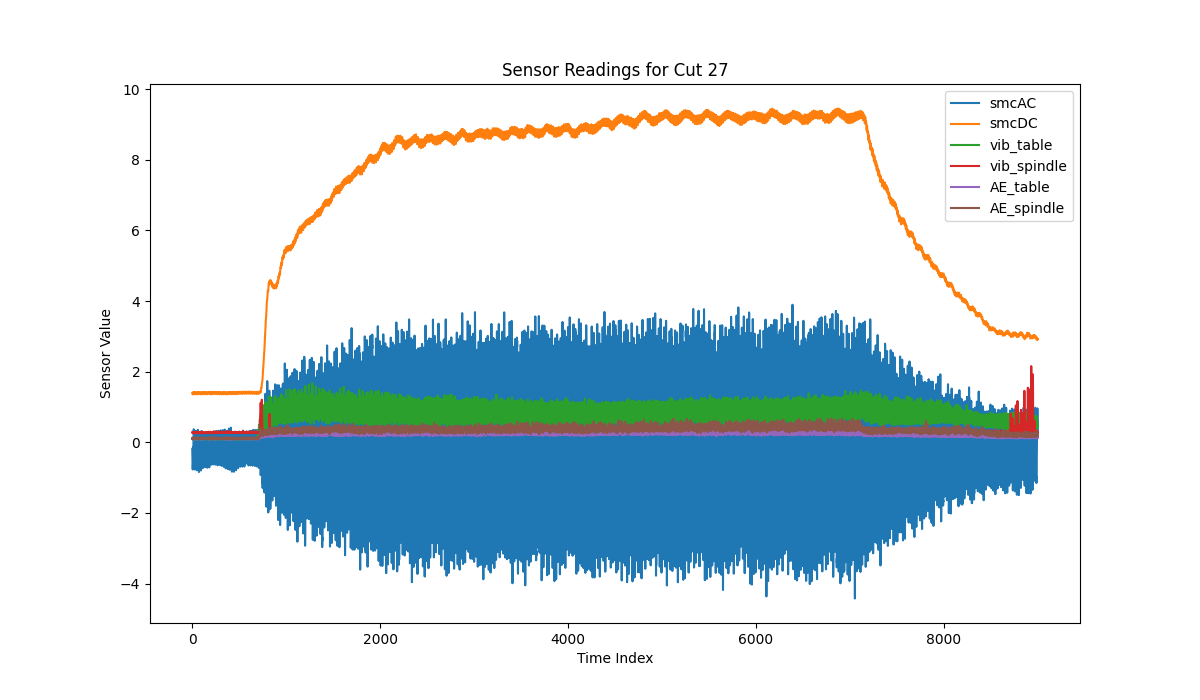 Sensor Readings for Cut 27
10
8
6
4
2
0
−2
−4
Sensor Value
0
2000
4000
6000
8000
Time Index
smcAC
smcDC
vib_table
vib_spindle
AE_table
AE_spindle